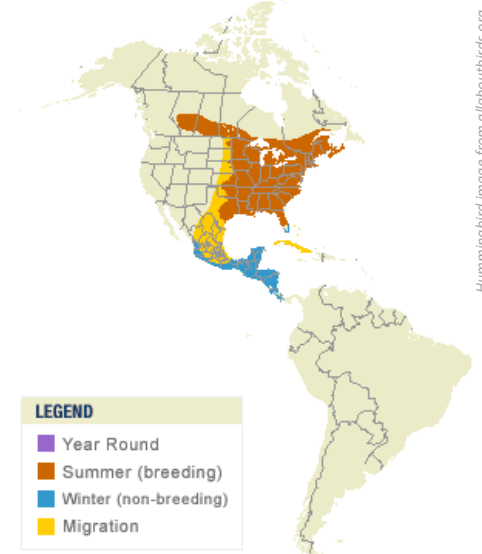 Hummingbird image from allaboutbirds.org
LEGEND
Year Round
Summer (breeding)
Winter (non-breeding)
Migration